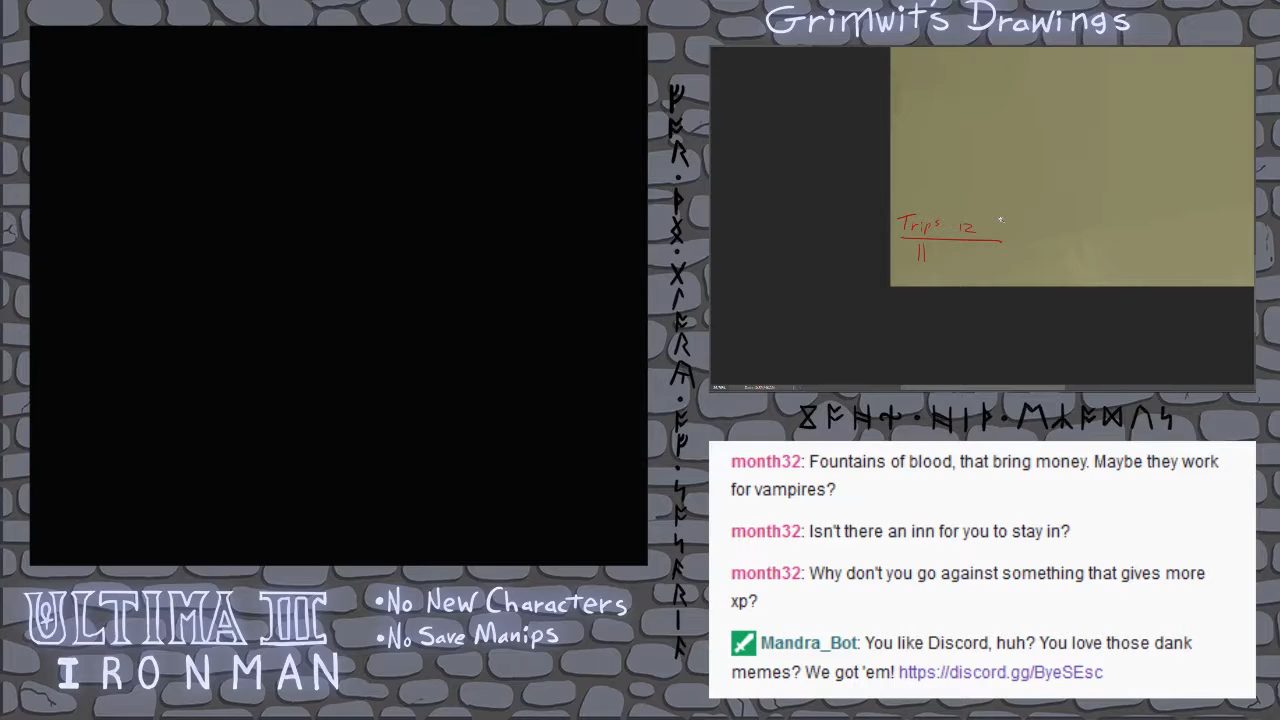 Grimwit's Drawings
Trips 12
||
month32: Fountains of blood, that bring money. Maybe they work
for vampires?
month32: Isn't there an inn for you to stay in?
month32: Why don't you go against something that gives more
xp?
Mandra_Bot: You like Discord, huh? You love those dank
memes? We got 'em! https://discord.gg/ByeSEsc
ULTIMA III
IRONMAN
•No New Characters
•No Save Manips